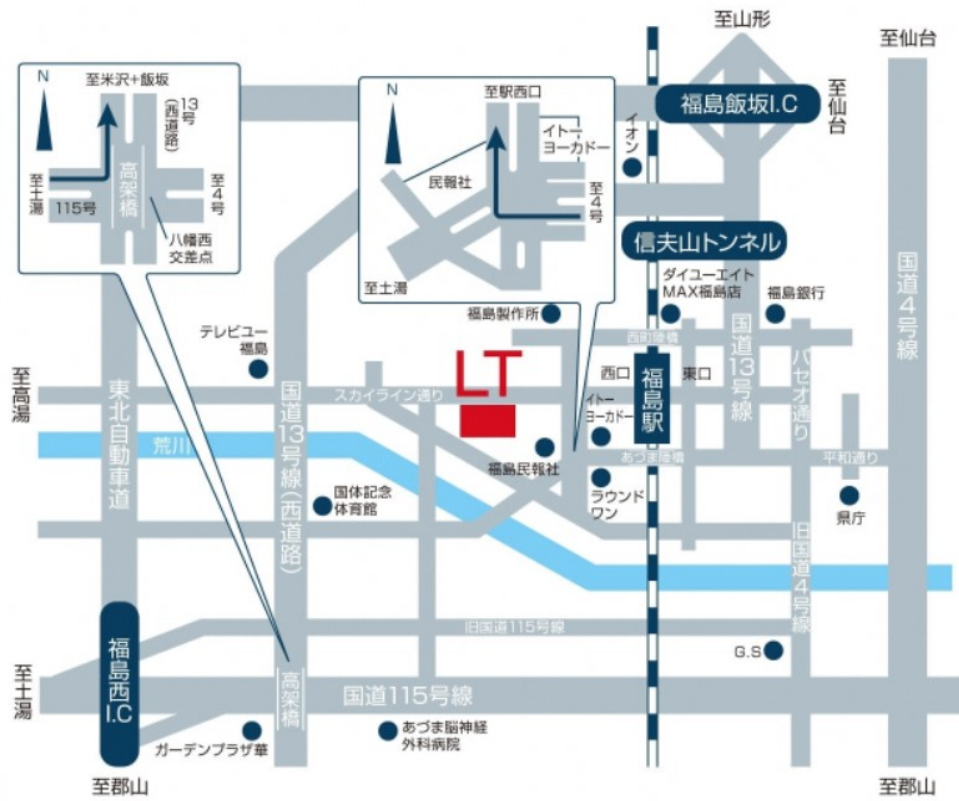 至山形
至仙台
福島飯坂I.C
至仙台
イオン
N
至米沢+飯坂
13号
(西道路)
高架橋
至土湯
115号
至4号
八幡西
交差点
N
至駅西口
イトー
ヨーカドー
民報社
至4号
至土湯
信夫山トンネル
ダイユーエイト
MAX福島店
福島銀行
国道4号線
福島製作所
西町陸橋
国道13号線
パセオ通り
テレビユー
福島
LT
西口
福島駅
東口
至高湯
スカイライン通り
イトー
ヨーカドー
東北自動車道
国道13号線(西道路)
荒川
福島民報社
あづま陸橋
平和通り
国体記念
体育館
ラウンド
ワン
県庁
旧国道4号線
旧国道115号線
G.S
福島西I.C
至土湯
高架橋
国道115号線
ガーデンプラザ華
あづま脳神経
外科病院
至郡山
至郡山